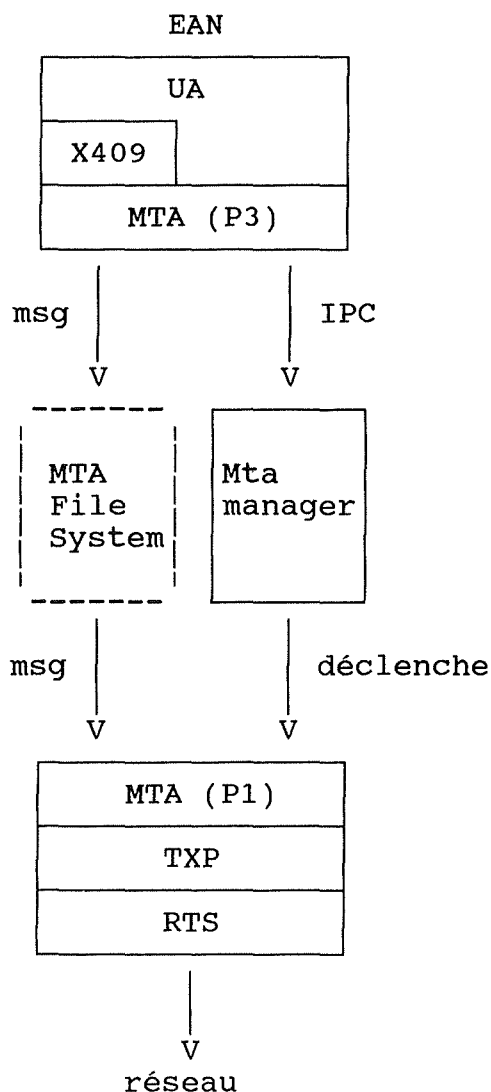 EAN
UA
X409
MTA (P3)
msg
IPC
V
V
MTA
File
System
Mta
manager
msg
déclenche
V
V
MTA (P1)
TXP
RTS
V
réseau